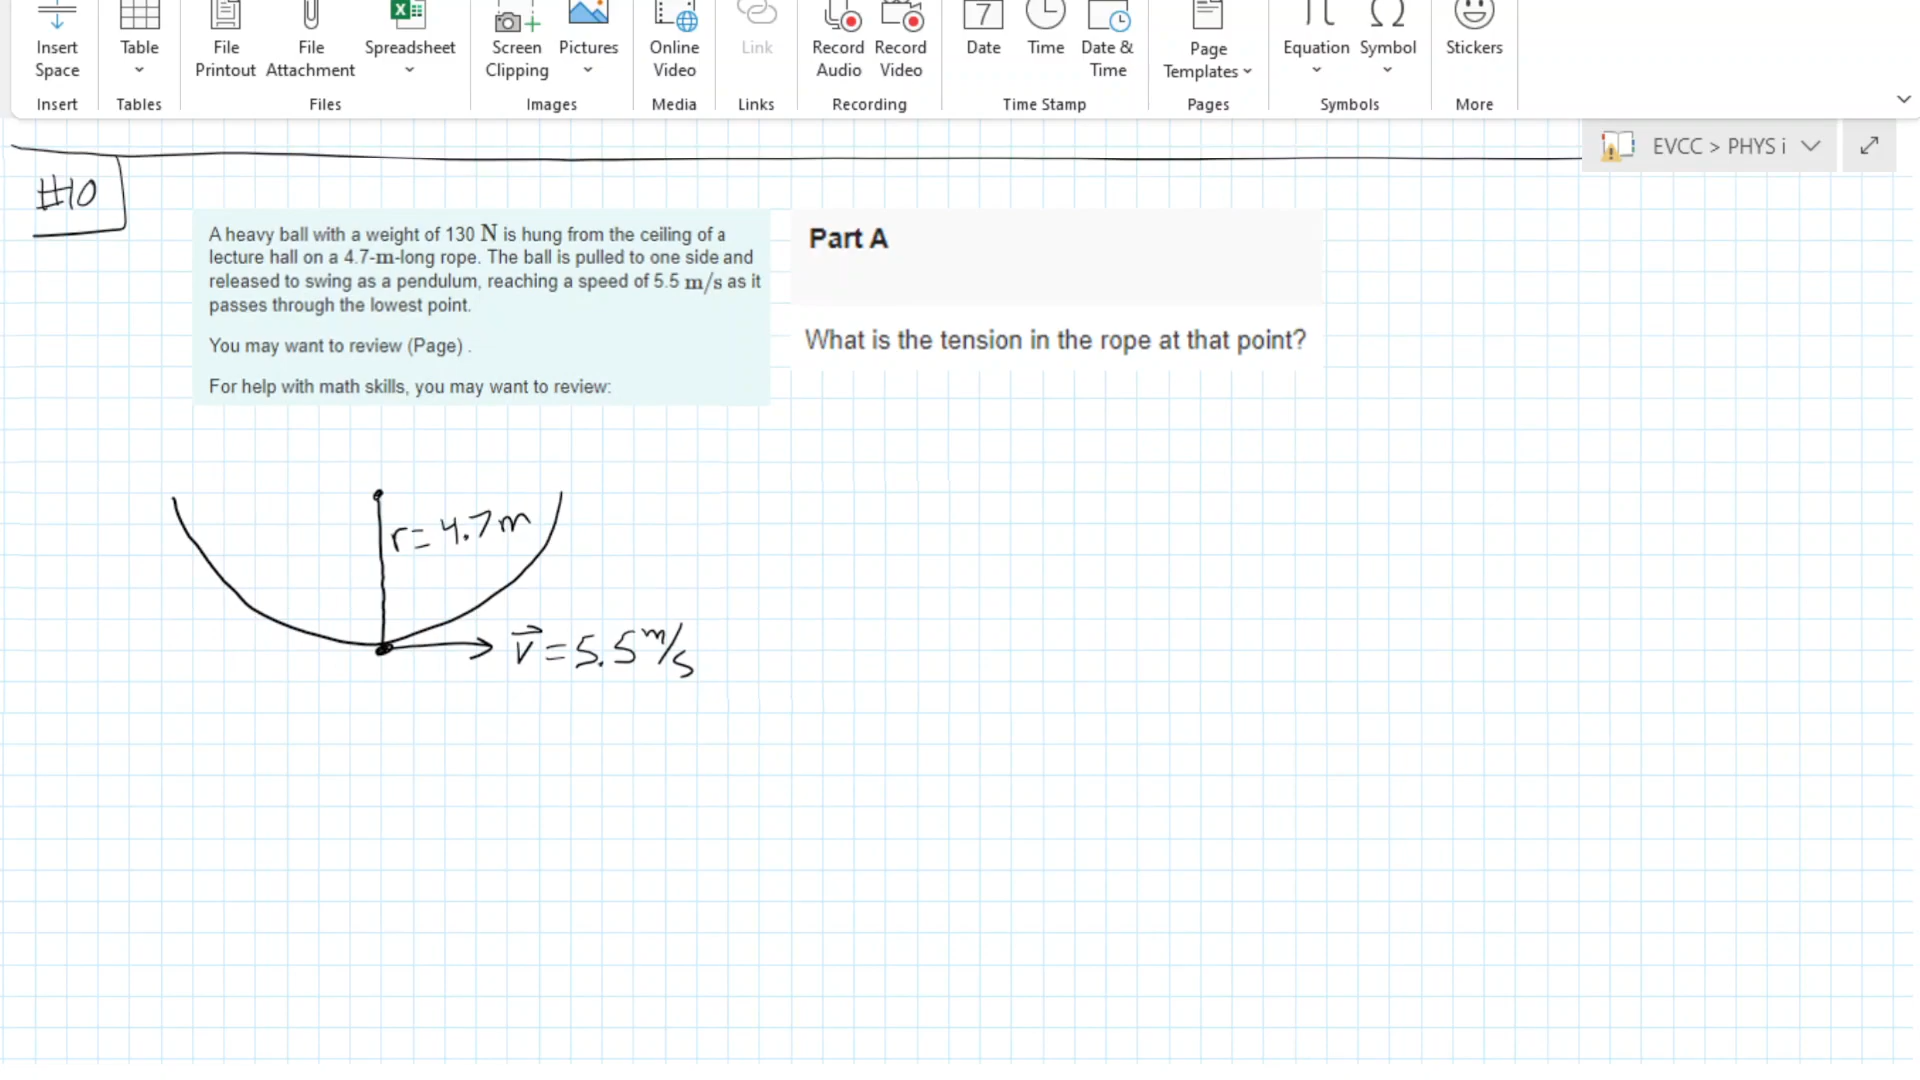 Insert Space
Table
File Printout
File Attachment
Spreadsheet
Screen Clipping
Pictures
Online Video
Link
Record Audio
Record Video
7
Date
Time
Date & Time
Page Templates
Equation
Symbol
Stickers
Insert
Tables
Files
Images
Media
Links
Recording
Time Stamp
Pages
Symbols
More
EVCC > PHYS i
#10
A heavy ball with a weight of 130 N is hung from the ceiling of a
lecture hall on a 4.7-m-long rope. The ball is pulled to one side and
released to swing as a pendulum, reaching a speed of 5.5 m/s as it
passes through the lowest point.
You may want to review (Page) .
For help with math skills, you may want to review:
Part A
What is the tension in the rope at that point?
r = 4.7 m
v⃗ = 5.5 m/s